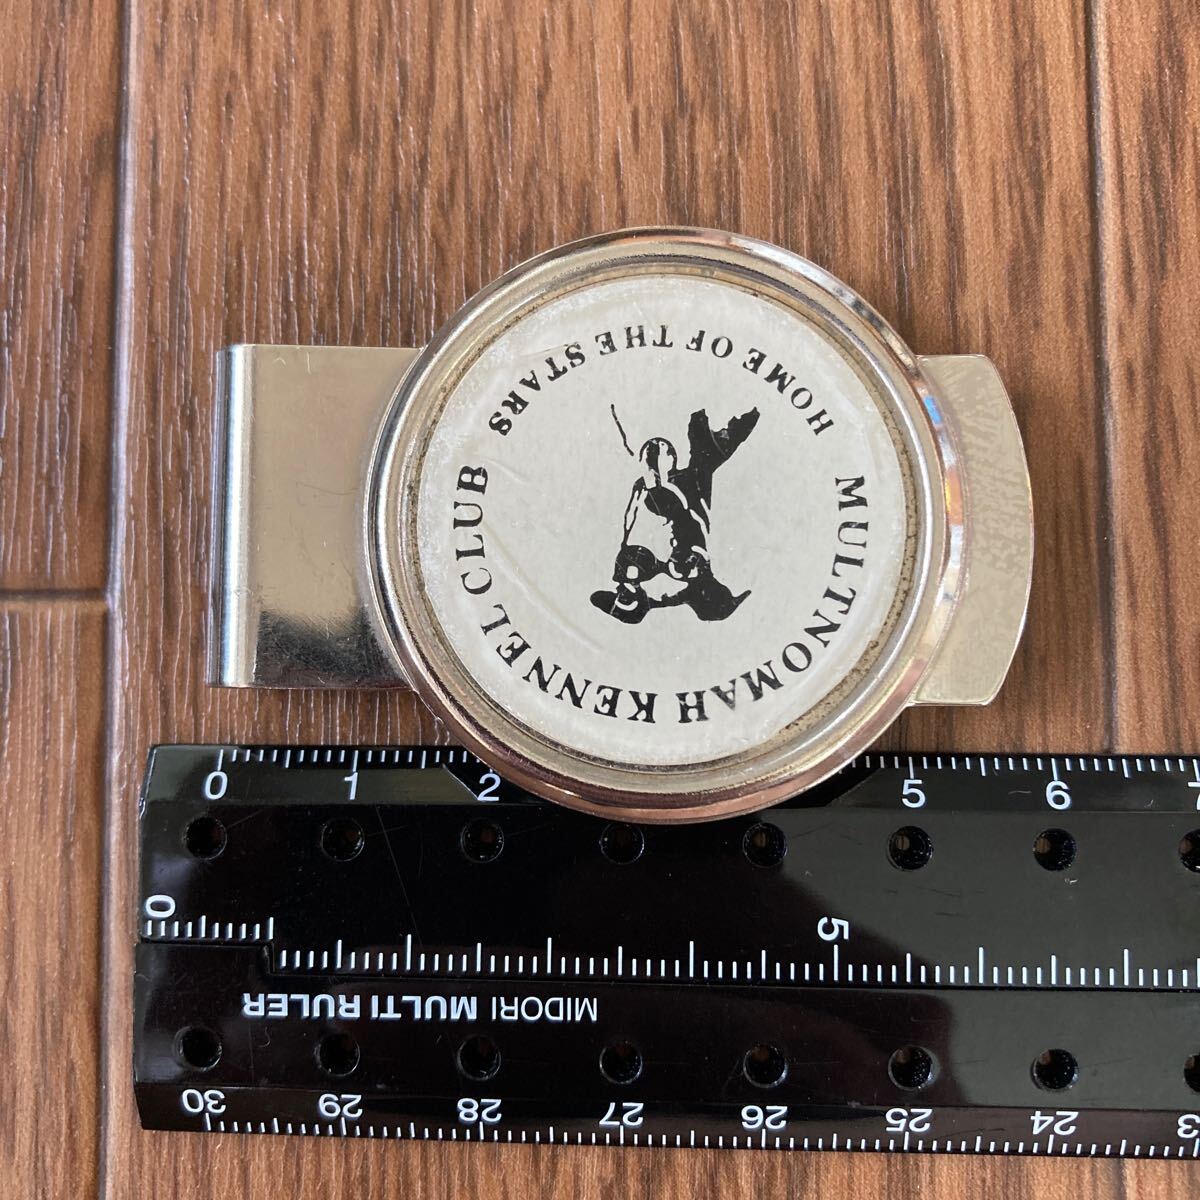 MULTNOMAH KENNEL CLUB
HOME OF THE STARS
0 1 2 5 6 7
0 5
MIDORI MULTI RULER
30 29 28 27 26 25 24 23